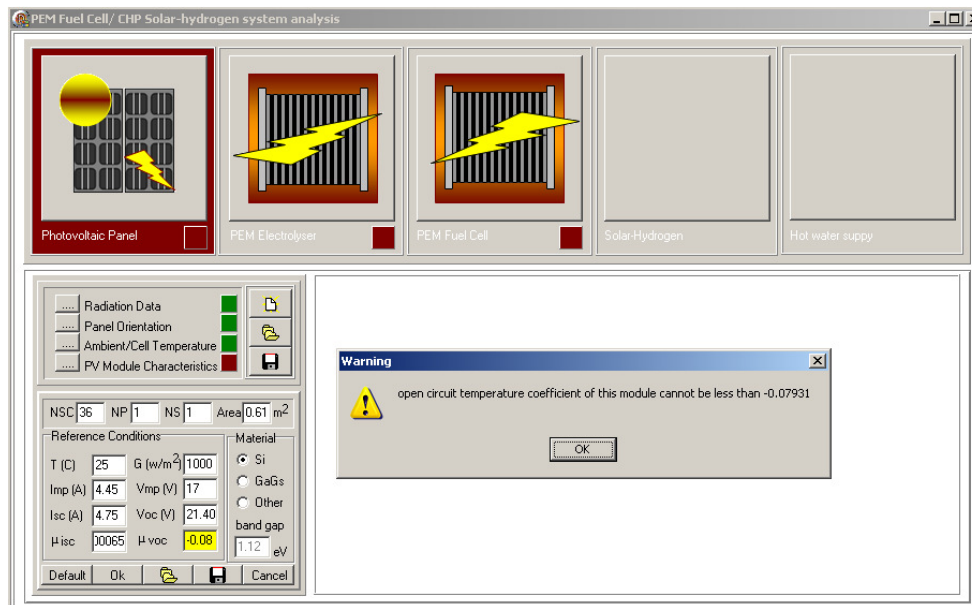 PEM Fuel Cell/ CHP Solar-hydrogen system analysis
Photovoltaic Panel
PEM Electrolyser
PEM Fuel Cell
Solar-Hydrogen
Hot water suppy
.... Radiation Data
.... Panel Orientation
.... Ambient/Cell Temperature
.... PV Module Characteristics
NSC 36 NP 1 NS 1 Area 0.61 m2
Reference Conditions
T (C) 25 G (w/m2) 1000
Imp (A) 4.45 Vmp (V) 17
Isc (A) 4.75 Voc (V) 21.40
μ isc 00065 μ voc -0.08
Material
Si
GaGs
Other
band gap
1.12 eV
Default Ok Cancel
Warning
open circuit temperature coefficient of this module cannot be less than -0.07931
OK